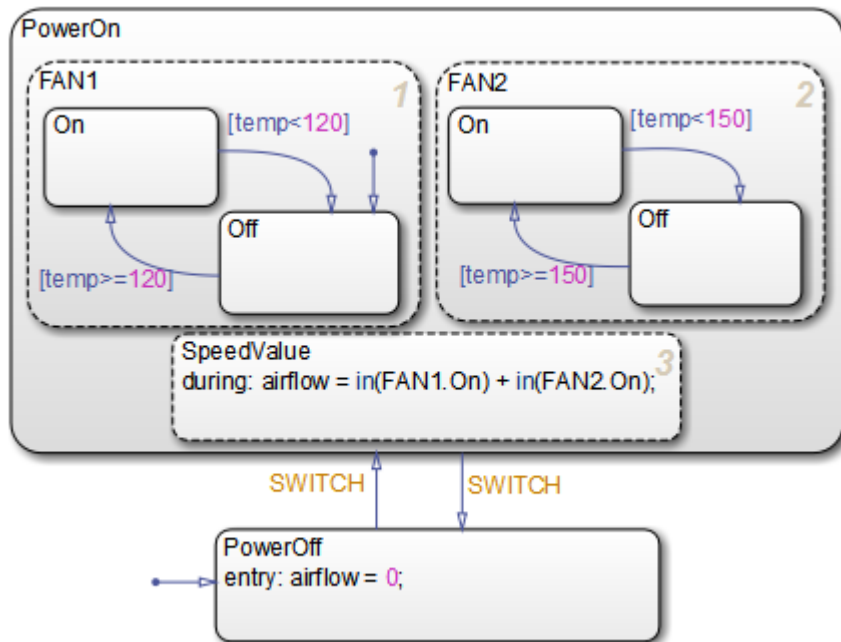 PowerOn
FAN1
1
On
[temp<120]
Off
[temp>=120]
FAN2
2
On
[temp<150]
Off
[temp>=150]
SpeedValue
3
during: airflow = in(FAN1.On) + in(FAN2.On);
SWITCH
SWITCH
PowerOff
entry: airflow = 0;